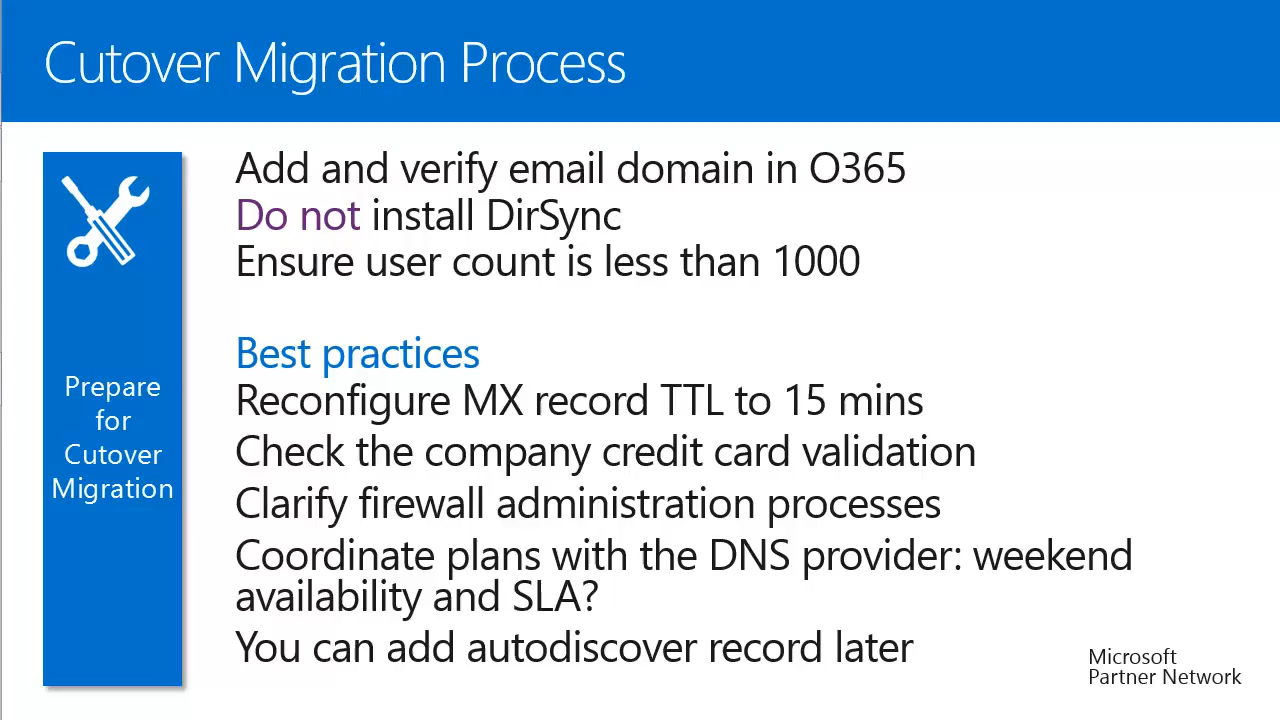 Cutover Migration Process
Prepare
for
Cutover
Migration
Add and verify email domain in O365
Do not install DirSync
Ensure user count is less than 1000
Best practices
Reconfigure MX record TTL to 15 mins
Check the company credit card validation
Clarify firewall administration processes
Coordinate plans with the DNS provider: weekend
availability and SLA?
You can add autodiscover record later
Microsoft
Partner Network